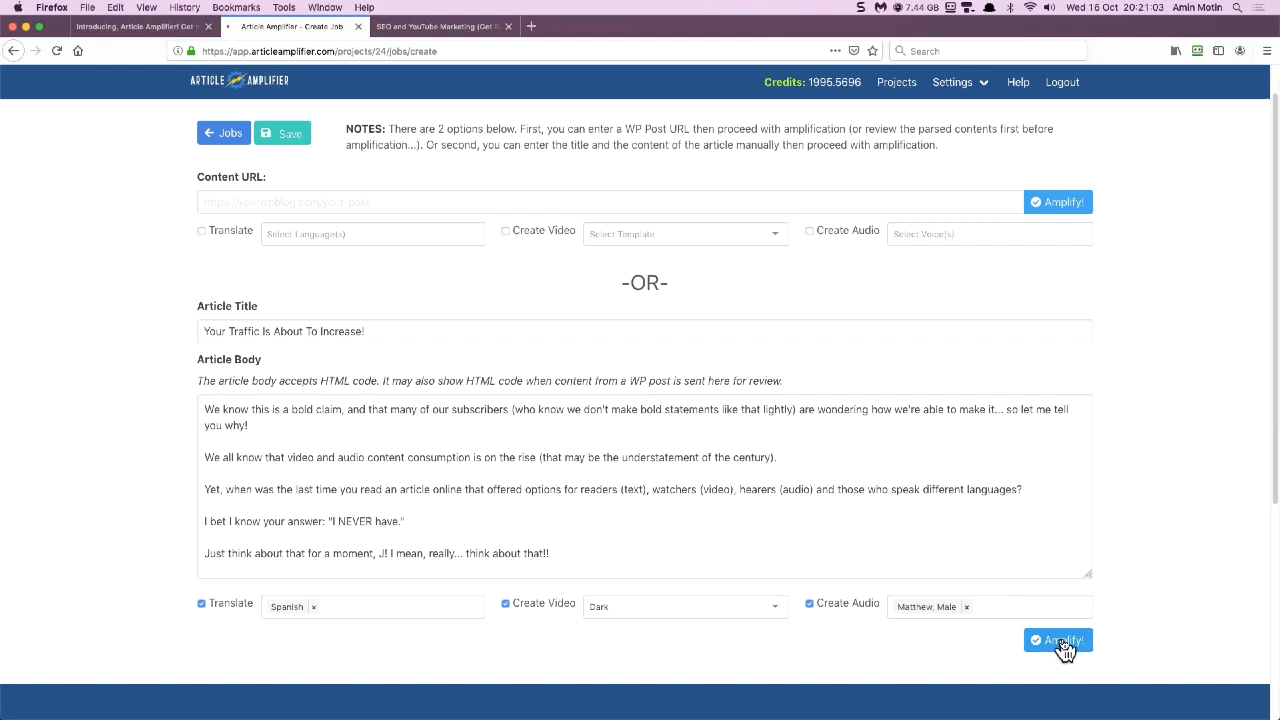 Firefox File Edit View History Bookmarks Tools Window Help 7.44 GB Wed 16 Oct 20:21:03 Amin Motin
Introducing, Article Amplifier! Get Article Amplifier - Create Job SEO and YouTube Marketing (Get
https://app.articleamplifier.com/projects/24/jobs/create Search
ARTICLE AMPLIFIER Credits: 1995.5696 Projects Settings Help Logout
Jobs Save NOTES: There are 2 options below. First, you can enter a WP Post URL then proceed with amplification (or review the parsed contents first before
amplification...). Or second, you can enter the title and the content of the article manually then proceed with amplification.
Content URL:
https://yourwpblog.com/your-post Amplify!
Translate Select Language(s) Create Video Select Template Create Audio Select Voice(s)
-OR-
Article Title
Your Traffic Is About To Increase!
Article Body
The article body accepts HTML code. It may also show HTML code when content from a WP post is sent here for review.
We know this is a bold claim, and that many of our subscribers (who know we don't make bold statements like that lightly) are wondering how we're able to make it... so let me tell
you why!
We all know that video and audio content consumption is on the rise (that may be the understatement of the century).
Yet, when was the last time you read an article online that offered options for readers (text), watchers (video), hearers (audio) and those who speak different languages?
I bet I know your answer: "I NEVER have."
Just think about that for a moment, J! I mean, really... think about that!!
Translate Spanish × Create Video Dark Create Audio Matthew, Male ×
Amplify!